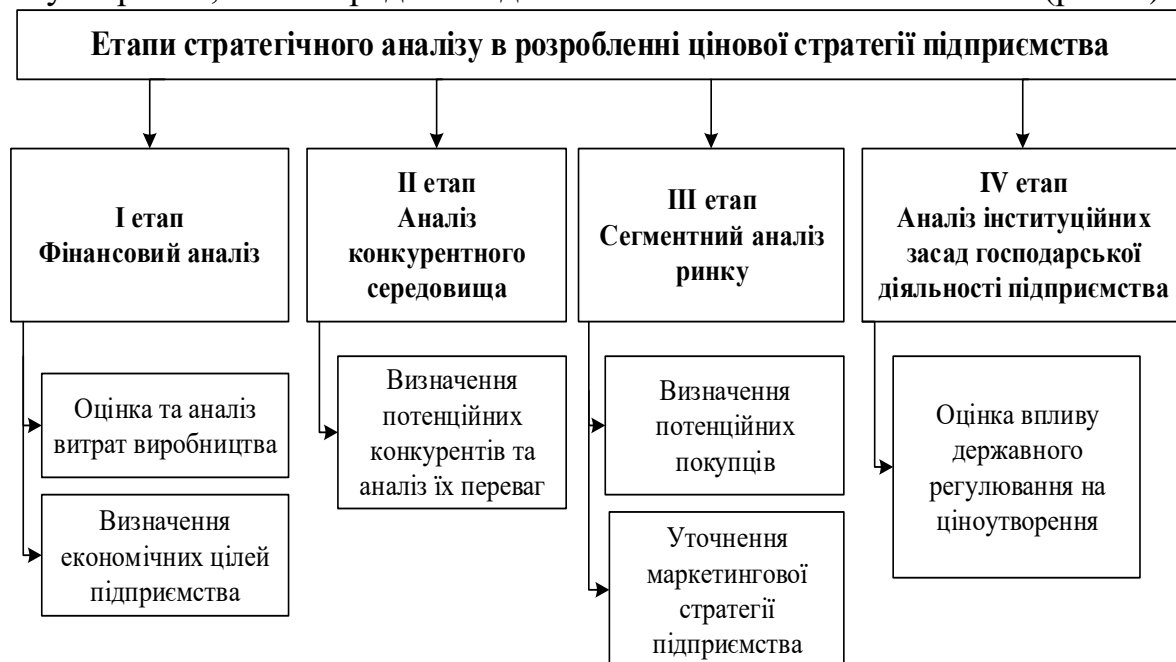 Етапи стратегічного аналізу в розробленні цінової стратегії підприємства
І етап
Фінансовий аналіз
ІІ етап
Аналіз
конкурентного
середовища
ІІІ етап
Сегментний аналіз
ринку
IV етап
Аналіз інституційних
засад господарської
діяльності підприємства
Оцінка та аналіз
витрат виробництва
Визначення
економічних цілей
підприємства
Визначення
потенційних
конкурентів та
аналіз їх переваг
Визначення
потенційних
покупців
Уточнення
маркетингової
стратегії
підприємства
Оцінка впливу
державного
регулювання на
ціноутворення